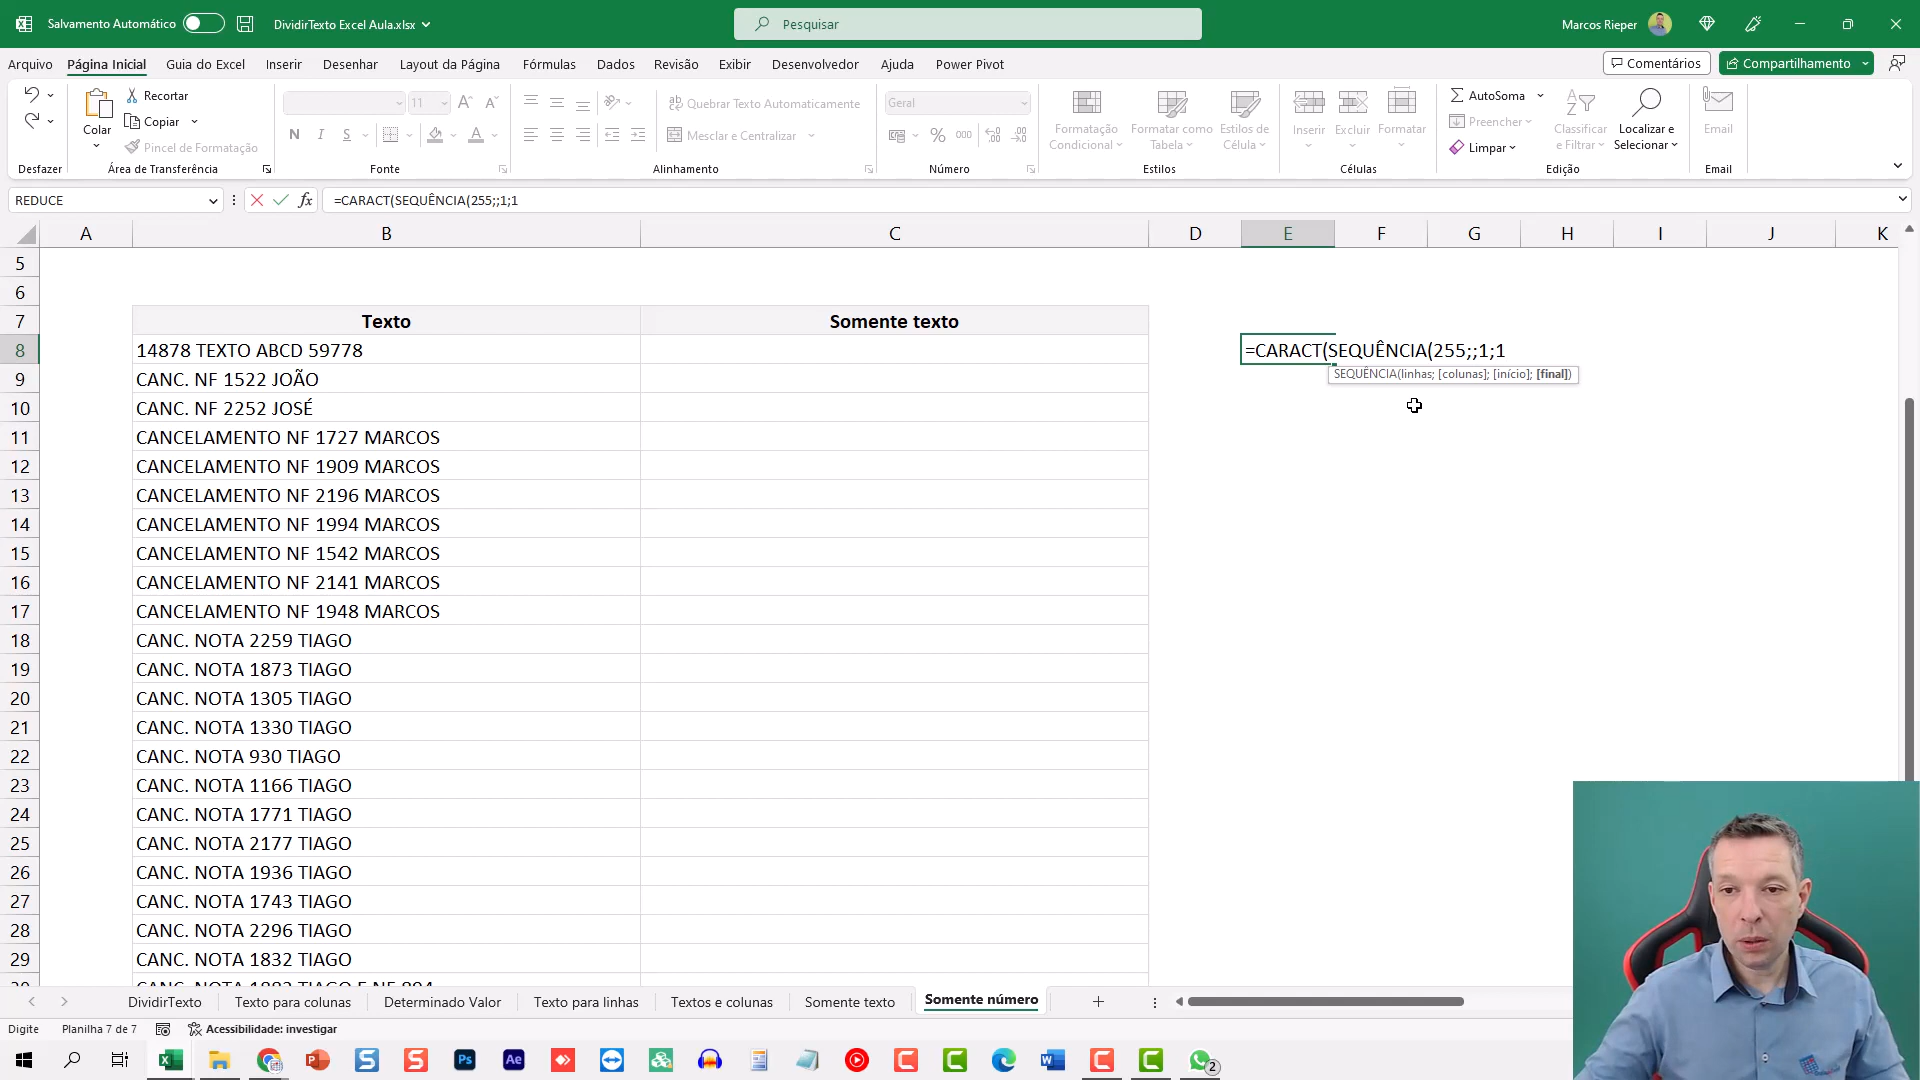 Salvamento Automático
DividirTexto Excel Aula.xlsx
Pesquisar
Marcos Rieper
Arquivo Página Inicial Guia do Excel Inserir Desenhar Layout da Página Fórmulas Dados Revisão Exibir Desenvolvedor Ajuda Power Pivot
Comentários Compartilhamento
Colar
Recortar
Copiar
Pincel de Formatação
11
N I S
Quebrar Texto Automaticamente
Mesclar e Centralizar
Geral
% 000
Formatação Condicional
Formatar como Tabela
Estilos de Célula
Inserir Excluir Formatar
AutoSoma
Preencher
Limpar
Classificar e Filtrar
Localizar e Selecionar
Email
Desfazer Área de Transferência Fonte Alinhamento Número Estilos Células Edição Email
REDUCE
fx
=CARACT(SEQUÊNCIA(255;;1;1
A B C D E F G H I J K
5
6
7 Texto Somente texto
8 14878 TEXTO ABCD 59778 =CARACT(SEQUÊNCIA(255;;1;1
SEQUÊNCIA(linhas; [colunas]; [início]; [final])
9 CANC. NF 1522 JOÃO
10 CANC. NF 2252 JOSÉ
11 CANCELAMENTO NF 1727 MARCOS
12 CANCELAMENTO NF 1909 MARCOS
13 CANCELAMENTO NF 2196 MARCOS
14 CANCELAMENTO NF 1994 MARCOS
15 CANCELAMENTO NF 1542 MARCOS
16 CANCELAMENTO NF 2141 MARCOS
17 CANCELAMENTO NF 1948 MARCOS
18 CANC. NOTA 2259 TIAGO
19 CANC. NOTA 1873 TIAGO
20 CANC. NOTA 1305 TIAGO
21 CANC. NOTA 1330 TIAGO
22 CANC. NOTA 930 TIAGO
23 CANC. NOTA 1166 TIAGO
24 CANC. NOTA 1771 TIAGO
25 CANC. NOTA 2177 TIAGO
26 CANC. NOTA 1936 TIAGO
27 CANC. NOTA 1743 TIAGO
28 CANC. NOTA 2296 TIAGO
29 CANC. NOTA 1832 TIAGO
DividirTexto Texto para colunas Determinado Valor Texto para linhas Textos e colunas Somente texto Somente número
Digite Planilha 7 de 7 Acessibilidade: investigar
2